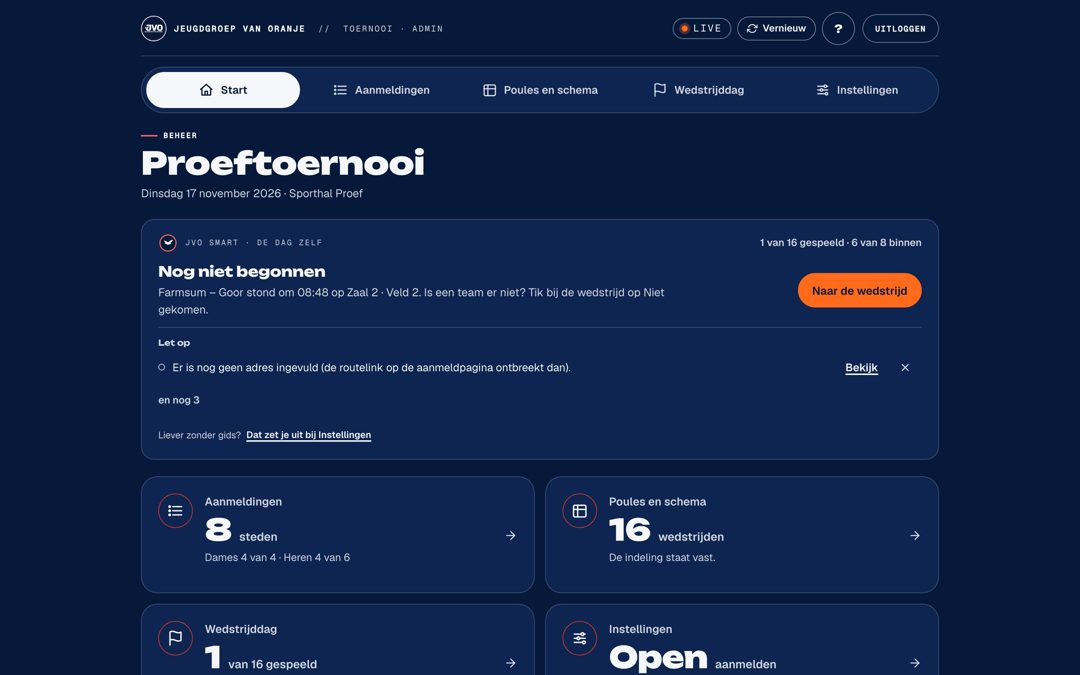 JVO JEUGDGROEP VAN ORANJE // TOERNOOI · ADMIN
LIVE
Vernieuw
?
UITLOGGEN
Start
Aanmeldingen
Poules en schema
Wedstrijddag
Instellingen
BEHEER
Proeftoernooi
Dinsdag 17 november 2026 · Sporthal Proef
JVO SMART · DE DAG ZELF
1 van 16 gespeeld · 6 van 8 binnen
Nog niet begonnen
Farmsum – Goor stond om 08:48 op Zaal 2 · Veld 2. Is een team er niet? Tik bij de wedstrijd op Niet
gekomen.
Naar de wedstrijd
Let op
Er is nog geen adres ingevuld (de routelink op de aanmeldpagina ontbreekt dan).
Bekijk
en nog 3
Liever zonder gids? Dat zet je uit bij Instellingen
Aanmeldingen
8 steden
Dames 4 van 4 · Heren 4 van 6
Poules en schema
16 wedstrijden
De indeling staat vast.
Wedstrijddag
1 van 16 gespeeld
Instellingen
Open aanmelden